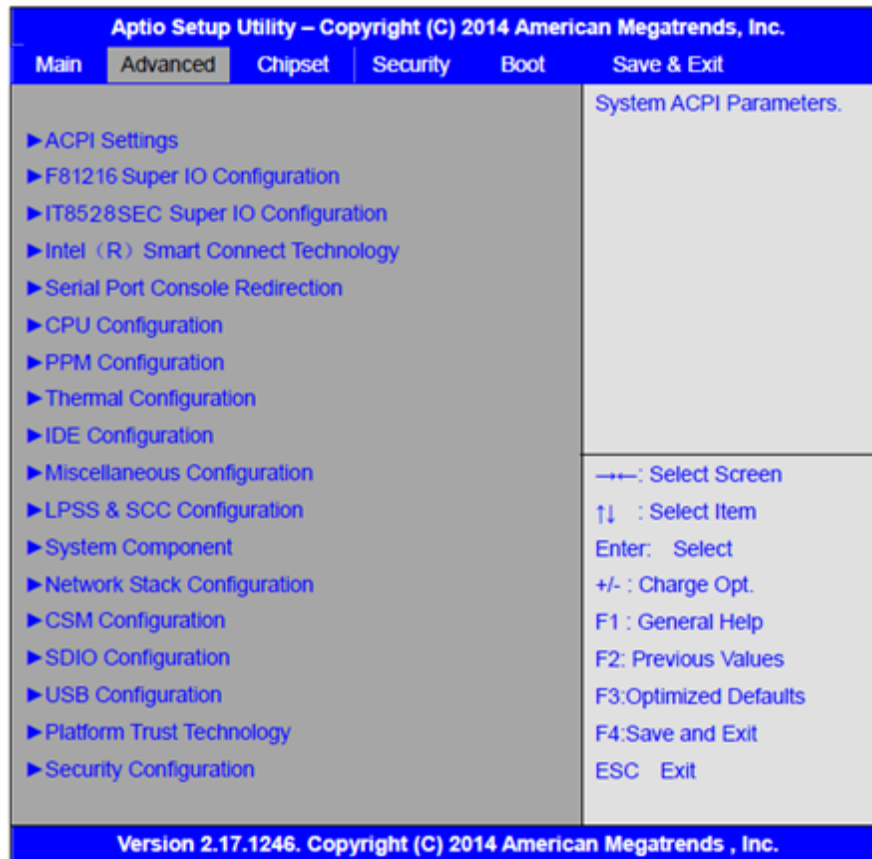 Aptio Setup Utility – Copyright (C) 2014 American Megatrends, Inc.
Main Advanced Chipset Security Boot Save & Exit
System ACPI Parameters.
►ACPI Settings
►F81216 Super IO Configuration
►IT8528SEC Super IO Configuration
►Intel（R）Smart Connect Technology
►Serial Port Console Redirection
►CPU Configuration
►PPM Configuration
►Thermal Configuration
►IDE Configuration
►Miscellaneous Configuration
►LPSS & SCC Configuration
►System Component
►Network Stack Configuration
►CSM Configuration
►SDIO Configuration
►USB Configuration
►Platform Trust Technology
►Security Configuration
→←: Select Screen
↑↓ : Select Item
Enter: Select
+/- : Charge Opt.
F1 : General Help
F2: Previous Values
F3:Optimized Defaults
F4:Save and Exit
ESC Exit
Version 2.17.1246. Copyright (C) 2014 American Megatrends , Inc.